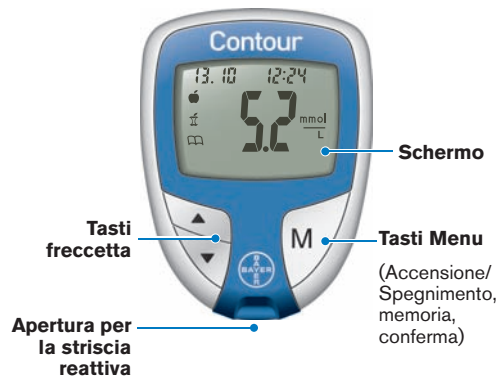 Contour
13. 10 12:24
5.2 mmol
L
Schermo
Tasti
freccetta
M
Tasti Menu
(Accensione/
Spegnimento,
memoria,
conferma)
BAYER
BAYER
Apertura per
la striscia
reattiva